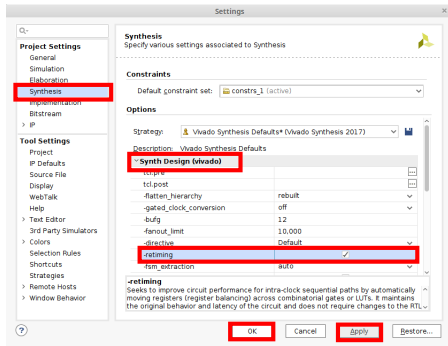 Settings
Project Settings
General
Simulation
Elaboration
Synthesis
Implementation
Bitstream
IP
Tool Settings
Project
IP Defaults
Source File
Display
WebTalk
Help
Text Editor
3rd Party Simulators
Colors
Selection Rules
Shortcuts
Strategies
Remote Hosts
Window Behavior
Synthesis
Specify various settings associated to Synthesis
Constraints
Default constraint set: constrs_1 (active)
Options
Strategy: Vivado Synthesis Defaults* (Vivado Synthesis 2017)
Description: Vivado Synthesis Defaults
Synth Design (vivado)
tcl.pre
tcl.post
-flatten_hierarchy rebuilt
-gated_clock_conversion off
-bufg 12
-fanout_limit 10,000
-directive Default
-retiming
-fsm_extraction auto
-retiming
Seeks to improve circuit performance for intra-clock sequential paths by automatically
moving registers (register balancing) across combinatorial gates or LUTs. It maintains
the original behavior and latency of the circuit and does not require changes to the RTL
OK Cancel Apply Restore...